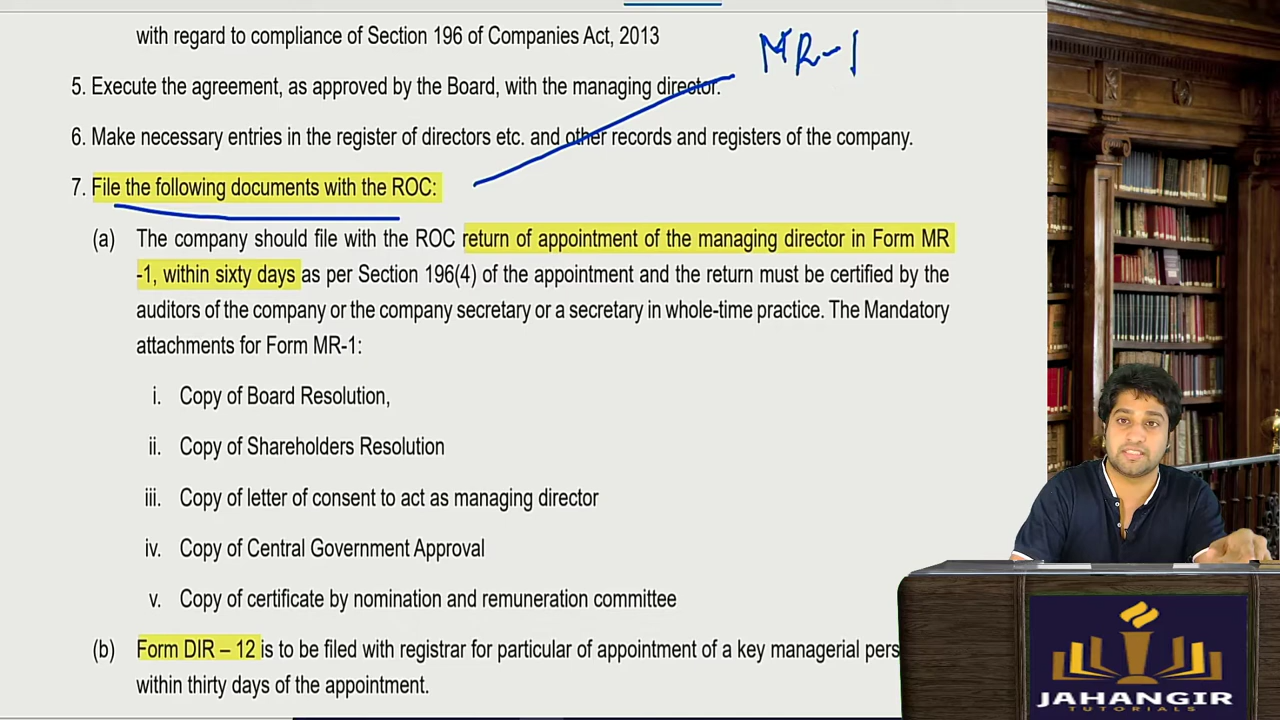 with regard to compliance of Section 196 of Companies Act, 2013
MR-1
5. Execute the agreement, as approved by the Board, with the managing director.
6. Make necessary entries in the register of directors etc. and other records and registers of the company.
7. File the following documents with the ROC:
(a) The company should file with the ROC return of appointment of the managing director in Form MR
-1, within sixty days as per Section 196(4) of the appointment and the return must be certified by the
auditors of the company or the company secretary or a secretary in whole-time practice. The Mandatory
attachments for Form MR-1:
i. Copy of Board Resolution,
ii. Copy of Shareholders Resolution
iii. Copy of letter of consent to act as managing director
iv. Copy of Central Government Approval
v. Copy of certificate by nomination and remuneration committee
(b) Form DIR – 12 is to be filed with registrar for particular of appointment of a key managerial pers
within thirty days of the appointment.
JAHANGIR
TUTORIALS